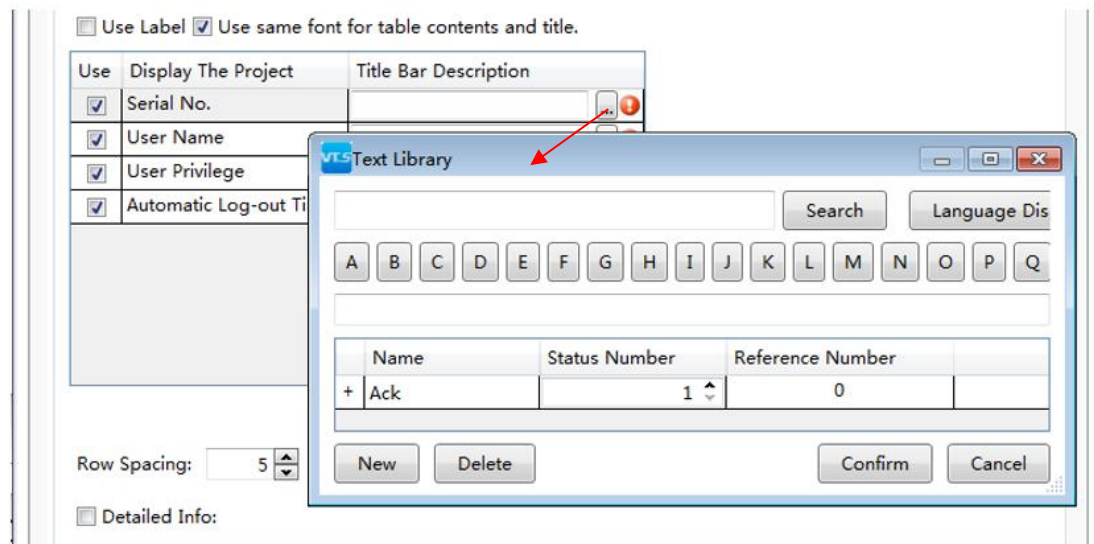 Use Label Use same font for table contents and title.
Use Display The Project Title Bar Description
Serial No. ...
User Name
User Privilege
Automatic Log-out Ti
VTS Text Library
Search Language Dis
A B C D E F G H I J K L M N O P Q
Name Status Number Reference Number
+ Ack 1 0
New Delete Confirm Cancel
Row Spacing: 5
Detailed Info: